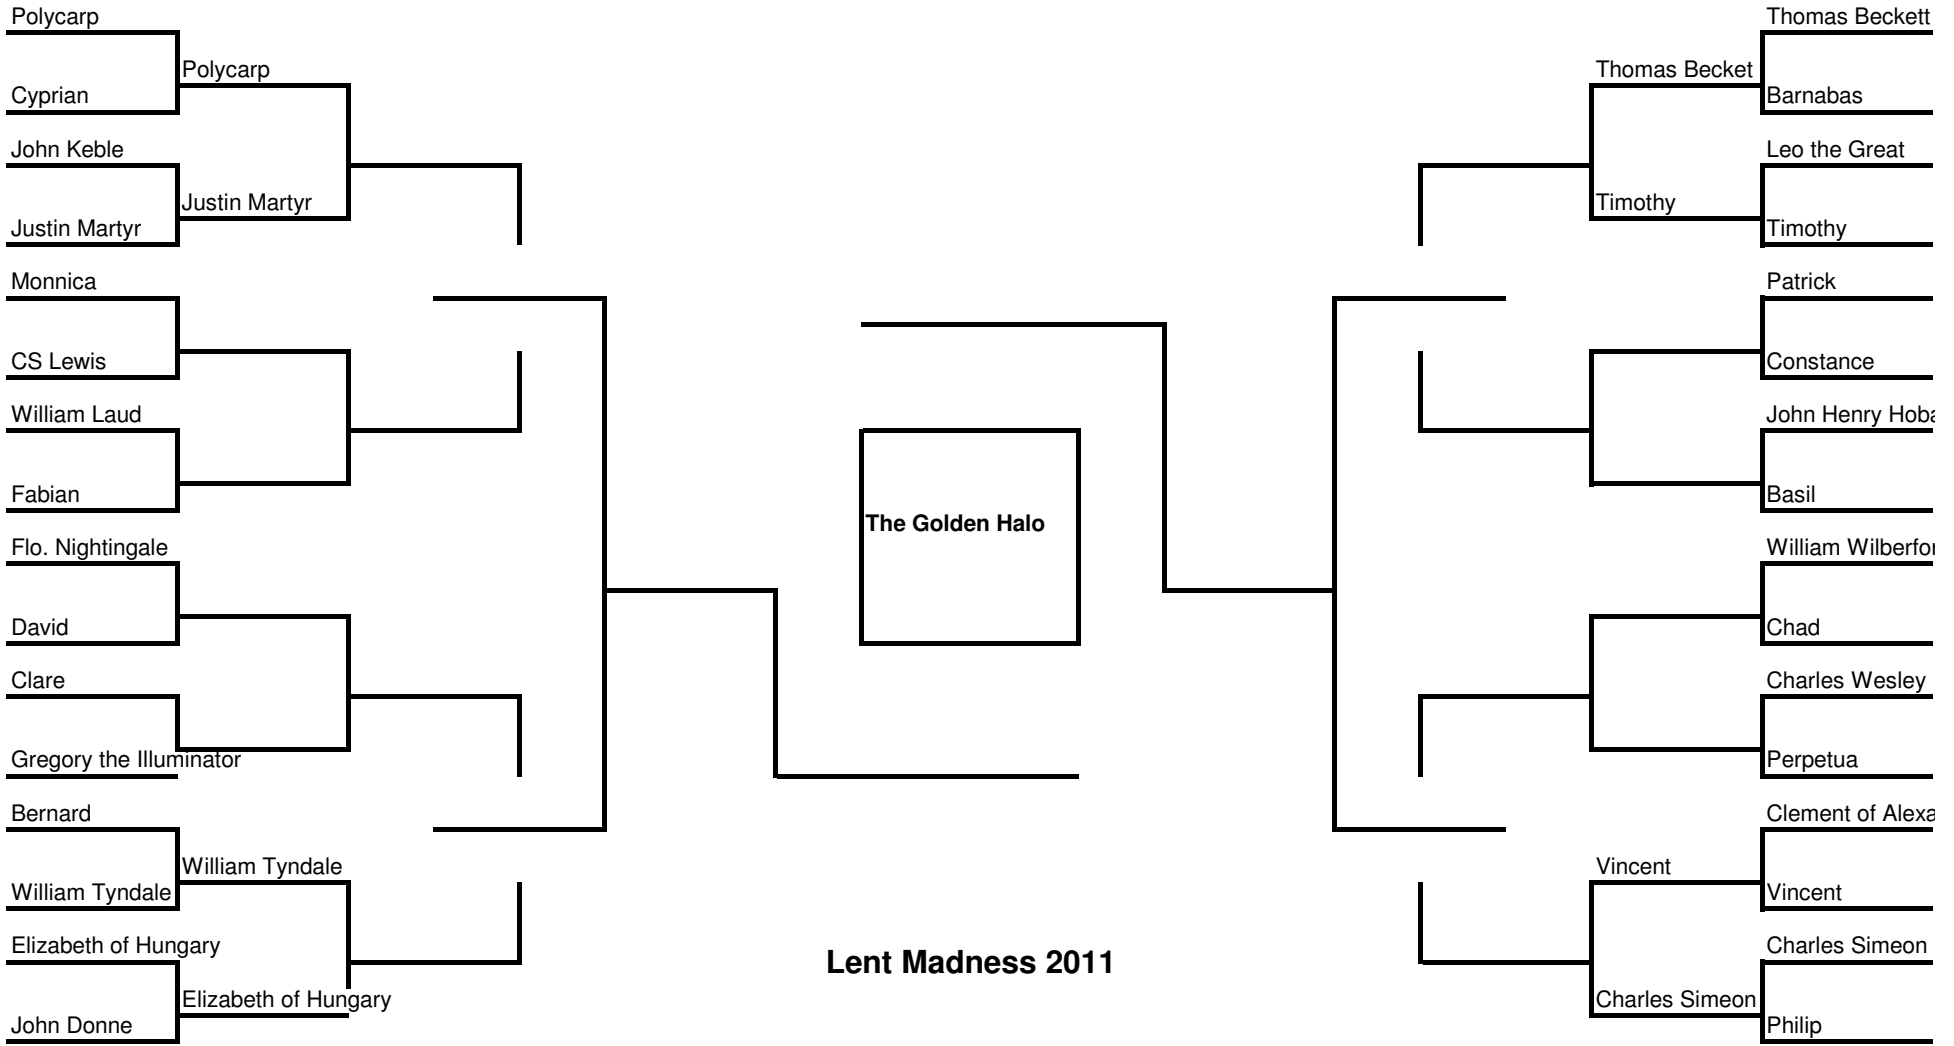 Polycarp
Thomas Beckett
Polycarp
Thomas Becket
Cyprian
Barnabas
John Keble
Leo the Great
Justin Martyr
Timothy
Justin Martyr
Timothy
Monnica
Patrick
CS Lewis
Constance
William Laud
John Henry Hoba
Fabian
Basil
The Golden Halo
Flo. Nightingale
William Wilberfor
David
Chad
Clare
Charles Wesley
Gregory the Illuminator
Perpetua
Bernard
Clement of Alexa
William Tyndale
Vincent
William Tyndale
Vincent
Elizabeth of Hungary
Charles Simeon
Lent Madness 2011
Elizabeth of Hungary
Charles Simeon
John Donne
Philip